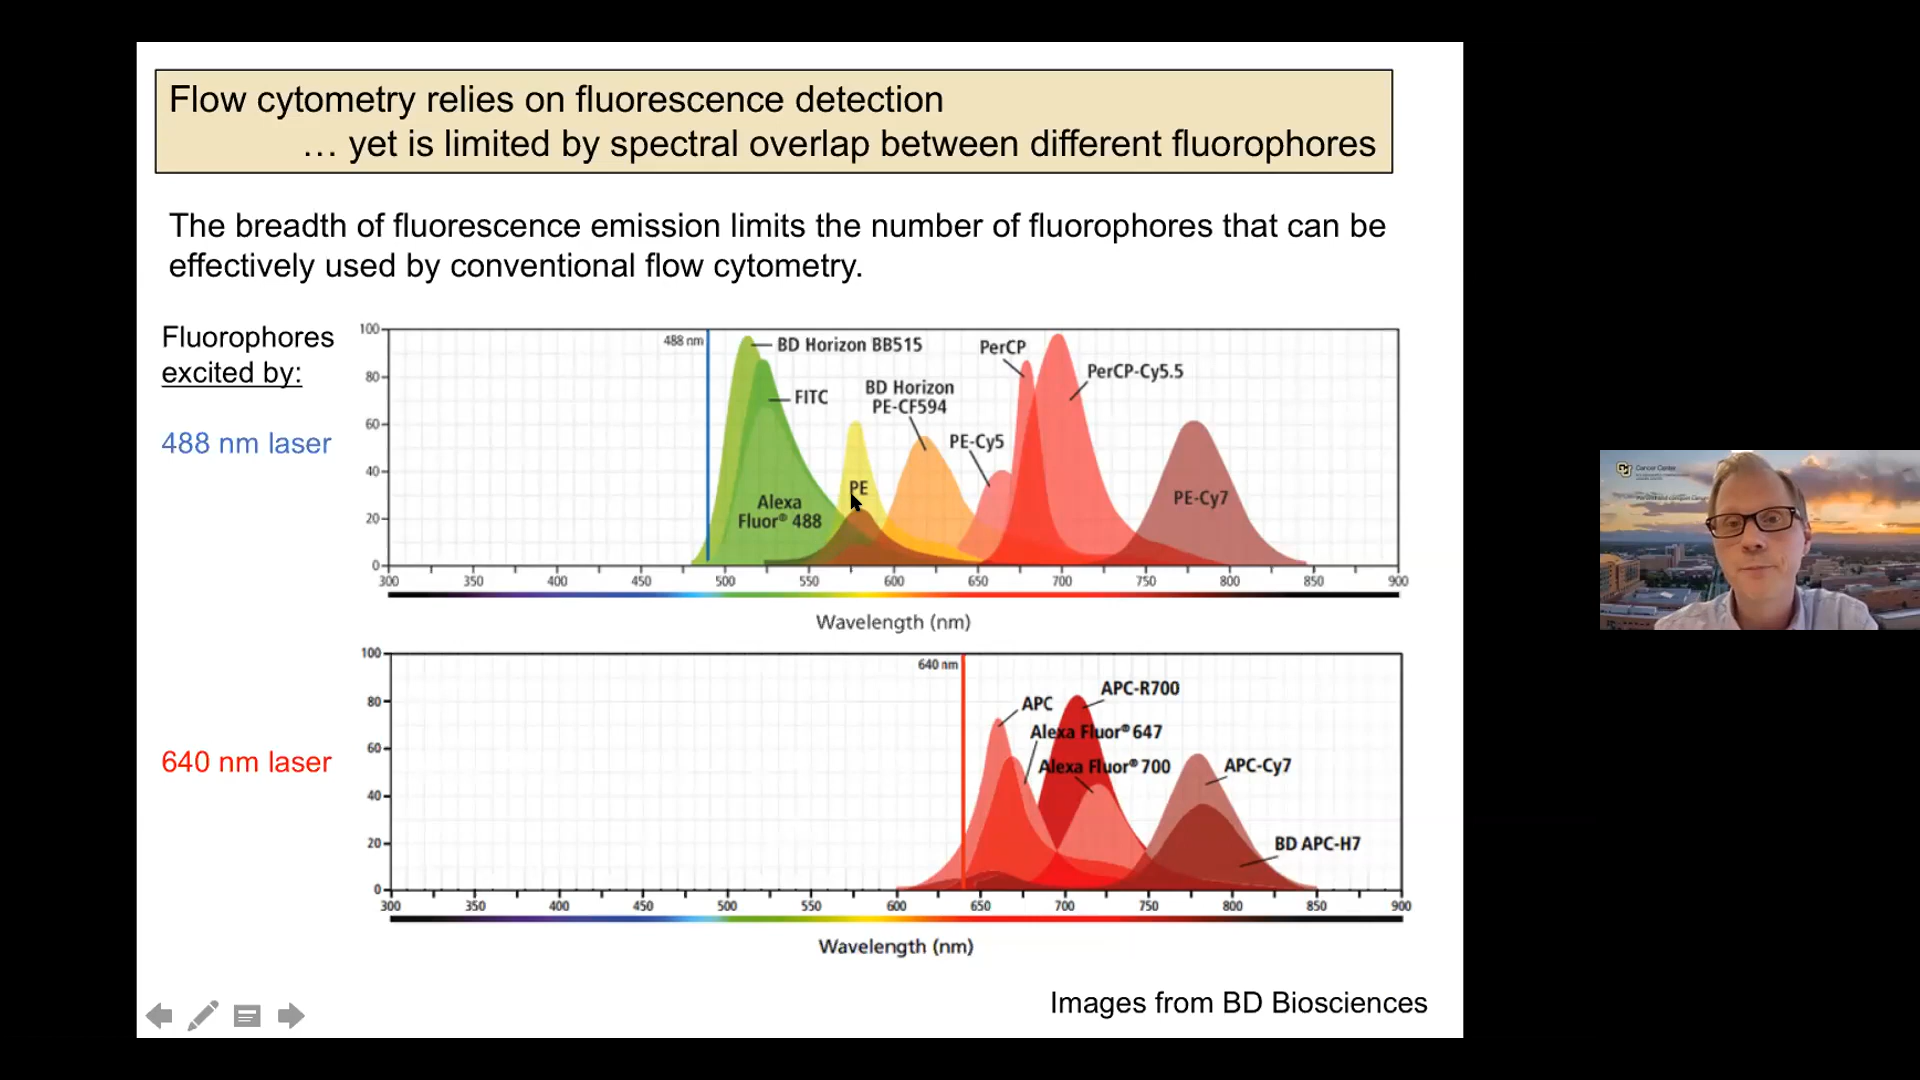 Flow cytometry relies on fluorescence detection
… yet is limited by spectral overlap between different fluorophores
The breadth of fluorescence emission limits the number of fluorophores that can be
effectively used by conventional flow cytometry.
Fluorophores
excited by:
488 nm laser
100
80
60
40
20
0
488 nm
BD Horizon BB515
FITC
Alexa
Fluor® 488
PE
BD Horizon
PE-CF594
PE-Cy5
PerCP
PerCP-Cy5.5
PE-Cy7
300 350 400 450 500 550 600 650 700 750 800 850 900
Wavelength (nm)
640 nm laser
100
80
60
40
20
0
640 nm
APC
APC-R700
Alexa Fluor® 647
Alexa Fluor® 700
APC-Cy7
BD APC-H7
300 350 400 450 500 550 600 650 700 750 800 850 900
Wavelength (nm)
Images from BD Biosciences
Cancer Center